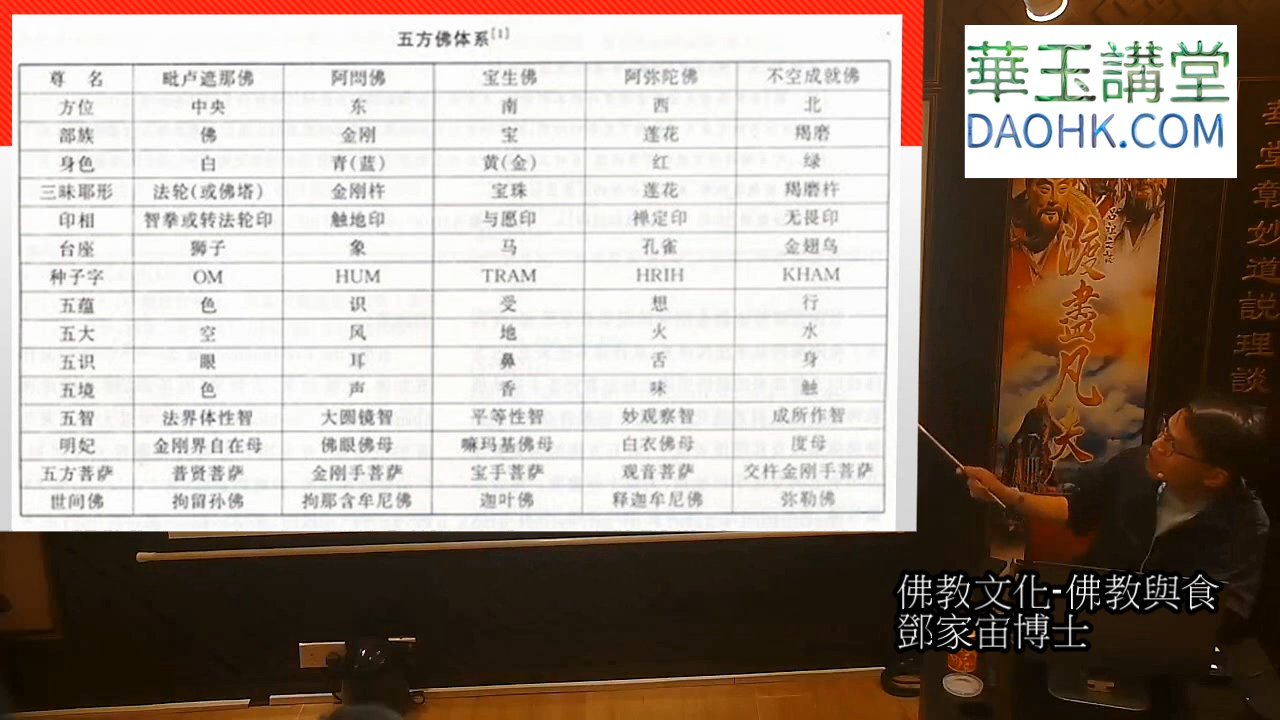 五方佛体系[1]
尊 名 毗卢遮那佛 阿閦佛 宝生佛 阿弥陀佛 不空成就佛
方位 中央 东 南 西 北
部族 佛 金刚 宝 莲花 羯磨
身色 白 青(蓝) 黄(金) 红 绿
三昧耶形 法轮(或佛塔) 金刚杵 宝珠 莲花 羯磨杵
印相 智拳或转法轮印 触地印 与愿印 禅定印 无畏印
台座 狮子 象 马 孔雀 金翅鸟
种子字 OM HUM TRAM HRIH KHAM
五蕴 色 识 受 想 行
五大 空 风 地 火 水
五识 眼 耳 鼻 舌 身
五境 色 声 香 味 触
五智 法界体性智 大圆镜智 平等性智 妙观察智 成所作智
明妃 金刚界自在母 佛眼佛母 嘛玛基佛母 白衣佛母 度母
五方菩萨 普贤菩萨 金刚手菩萨 宝手菩萨 观音菩萨 交杵金刚手菩萨
世间佛 拘留孙佛 拘那含牟尼佛 迦叶佛 释迦牟尼佛 弥勒佛
華玉講堂
DAOHK.COM
渡盡凡夫
堂章妙道説理談
佛教文化-佛教與食
鄧家宙博士